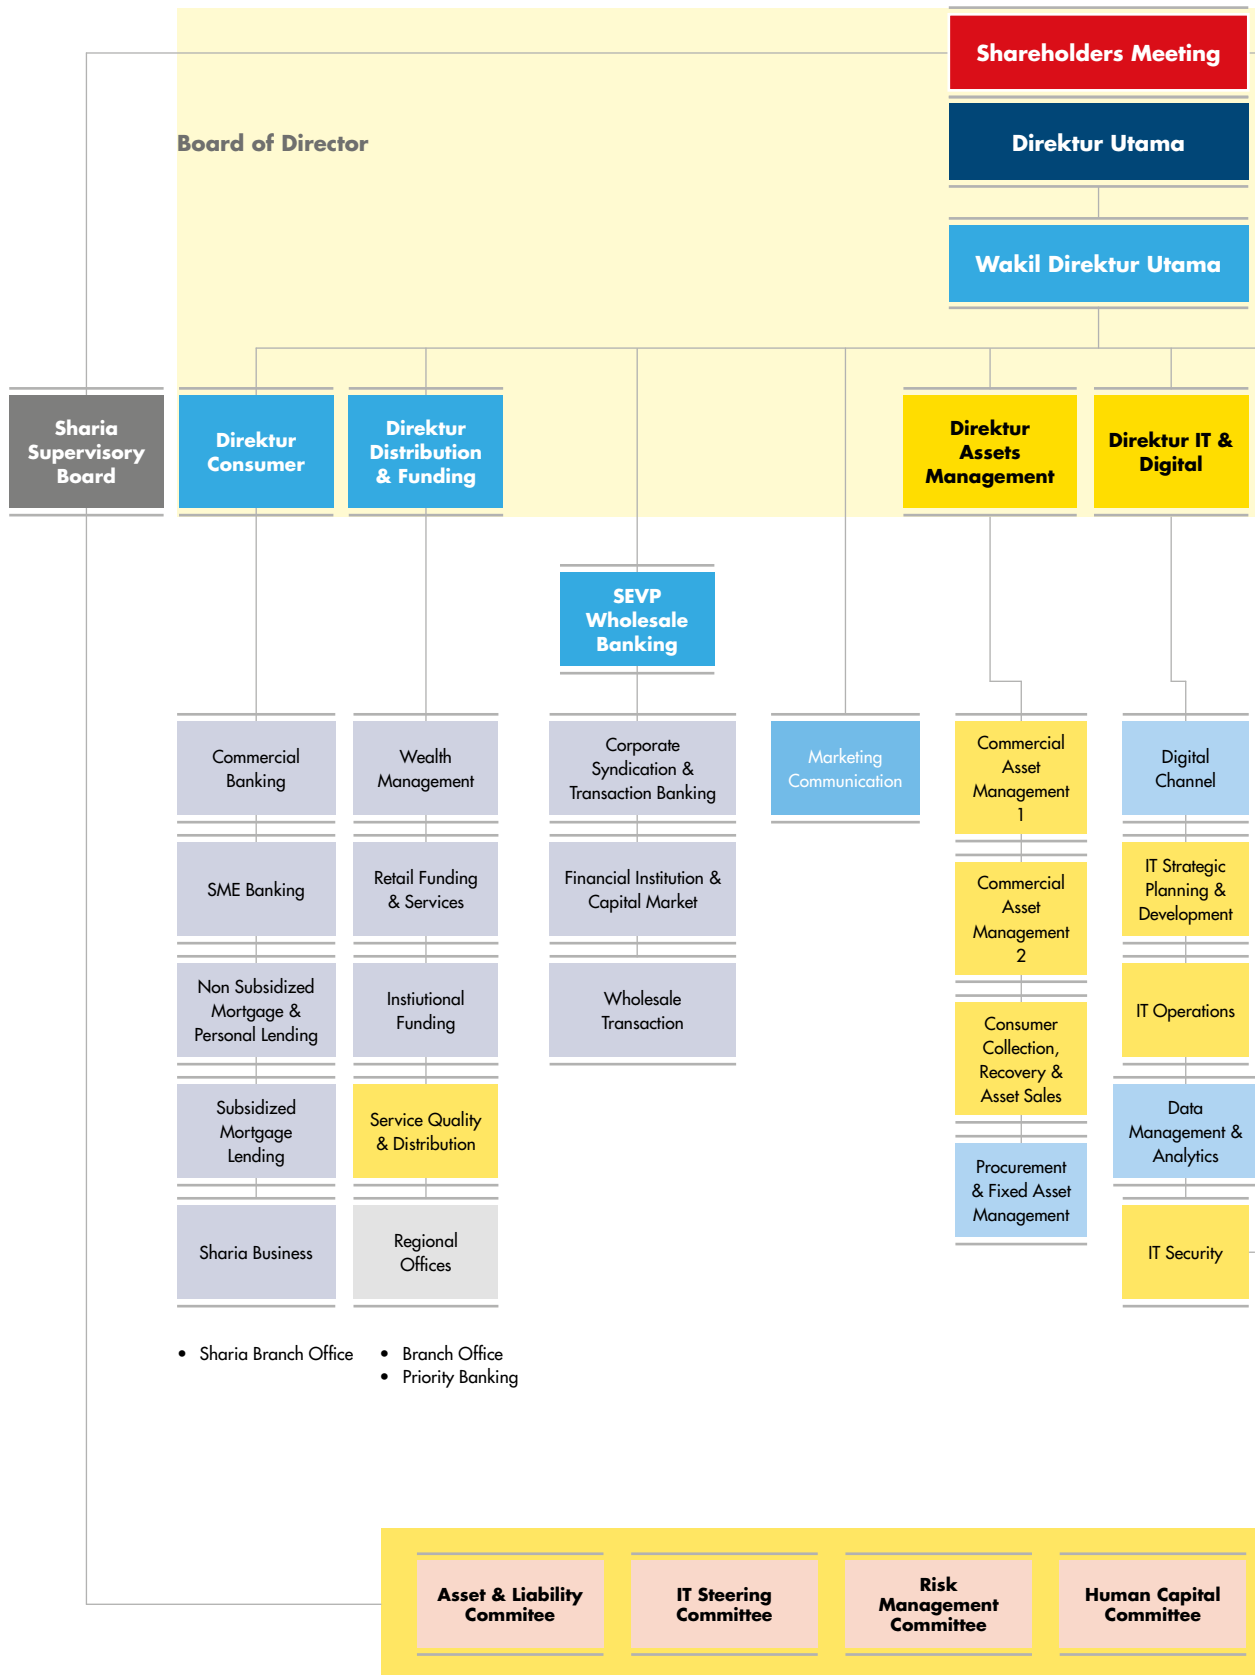 Shareholders Meeting
Board of Director
Direktur Utama
Wakil Direktur Utama
Sharia
Supervisory
Board
Direktur
Consumer
Direktur
Distribution
& Funding
Direktur
Assets
Management
Direktur IT &
Digital
SEVP
Wholesale
Banking
Commercial
Banking
SME Banking
Non Subsidized
Mortgage &
Personal Lending
Subsidized
Mortgage
Lending
Sharia Business
• Sharia Branch Office
Wealth
Management
Retail Funding
& Services
Instiutional
Funding
Service Quality
& Distribution
Regional
Offices
• Branch Office
• Priority Banking
Corporate
Syndication &
Transaction Banking
Financial Institution &
Capital Market
Wholesale
Transaction
Marketing
Communication
Commercial
Asset
Management
1
Commercial
Asset
Management
2
Consumer
Collection,
Recovery &
Asset Sales
Procurement
& Fixed Asset
Management
Digital
Channel
IT Strategic
Planning &
Development
IT Operations
Data
Management &
Analytics
IT Security
Asset & Liability
Commitee
IT Steering
Committee
Risk
Management
Committee
Human Capital
Committee